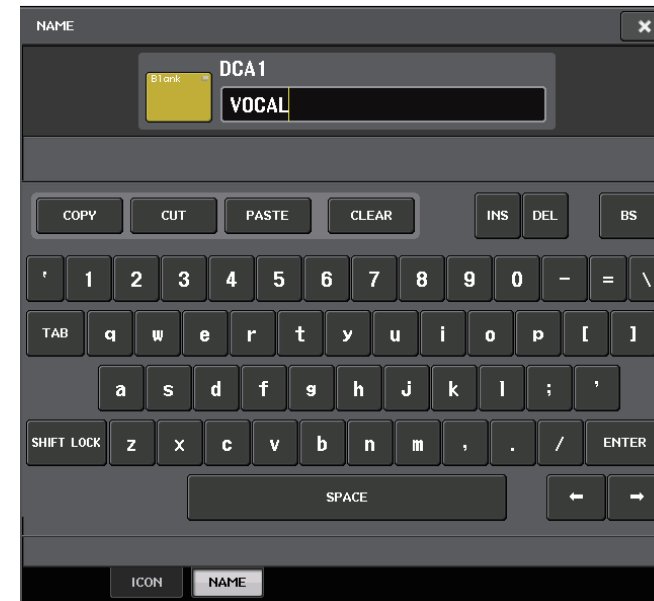 NAME ×
Blank
DCA1
VOCAL
COPY CUT PASTE CLEAR INS DEL BS
' 1 2 3 4 5 6 7 8 9 0 - = \
TAB q w e r t y u i o p [ ]
a s d f g h j k l ; '
SHIFT LOCK z x c v b n m , . / ENTER
SPACE ← →
ICON NAME